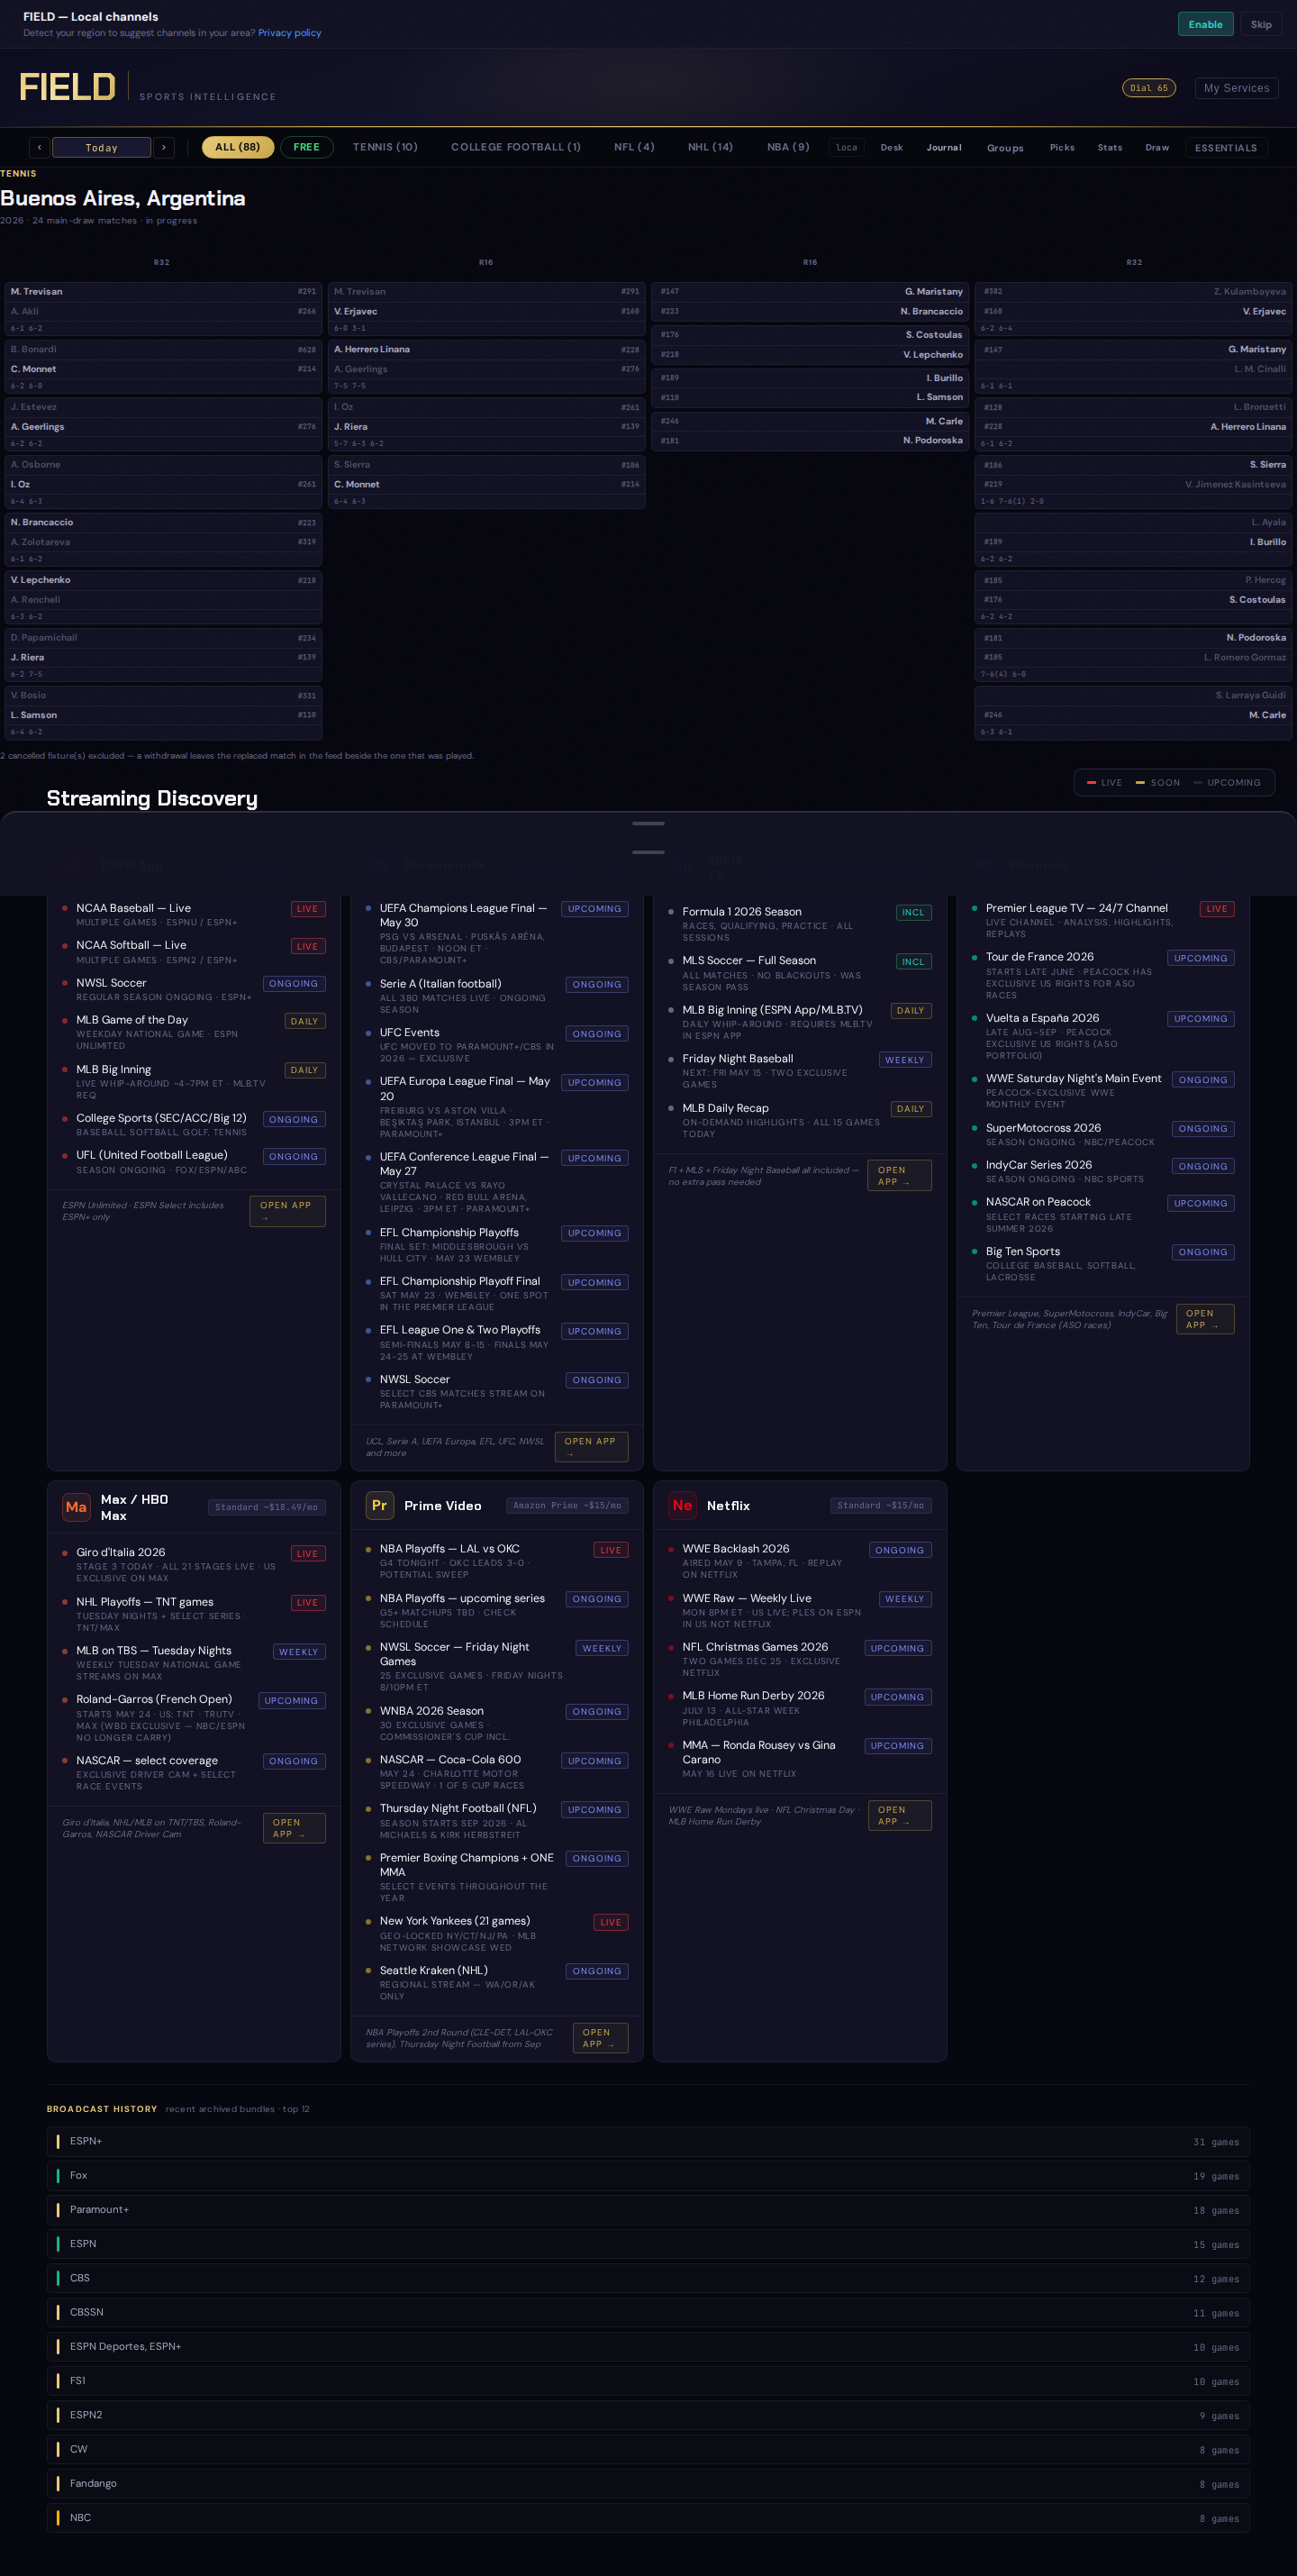 FIELD — Local channels
Detect your region to suggest channels in your area? Privacy policy
Enable
Skip
FIELD
SPORTS INTELLIGENCE
Dial 65
My Services
‹
Today
›
ALL (88)
FREE
TENNIS (10)
COLLEGE FOOTBALL (1)
NFL (4)
NHL (14)
NBA (9)
loca
Desk
Journal
Groups
Picks
Stats
Draw
ESSENTIALS
TENNIS
Buenos Aires, Argentina
2026 · 24 main-draw matches · in progress
R32
M. Trevisan #291
A. Akli #266
6-1 6-2
B. Bonardi #628
C. Monnet #214
6-2 6-0
J. Estevez
A. Geerlings #276
6-2 6-2
A. Osborne
I. Oz #261
6-4 6-3
N. Brancaccio #223
A. Zolotareva #319
6-1 6-2
V. Lepchenko #218
A. Rencheli
6-3 6-2
D. Papamichail #234
J. Riera #139
6-2 7-5
V. Bosio #331
L. Samson #110
6-4 6-2
R16
M. Trevisan #291
V. Erjavec #160
6-0 3-1
A. Herrero Linana #228
A. Geerlings #276
7-5 7-5
I. Oz #261
J. Riera #139
5-7 6-3 6-2
S. Sierra #186
C. Monnet #214
6-4 6-3
R16
#147 G. Maristany
#223 N. Brancaccio
#176 S. Costoulas
#218 V. Lepchenko
#189 I. Burillo
#110 L. Samson
#246 M. Carle
#181 N. Podoroska
R32
#382 Z. Kulambayeva
#160 V. Erjavec
6-2 6-4
#147 G. Maristany
L. M. Cinalli
6-1 6-1
#128 L. Bronzetti
#228 A. Herrero Linana
6-1 6-2
#186 S. Sierra
#219 V. Jimenez Kasintseva
1-6 7-6(1) 2-0
L. Ayala
#189 I. Burillo
6-2 6-2
#185 P. Hercog
#176 S. Costoulas
6-2 4-2
#181 N. Podoroska
#185 L. Romero Gormaz
7-6(4) 6-0
S. Larraya Guidi
#246 M. Carle
6-3 6-1
2 cancelled fixture(s) excluded — a withdrawal leaves the replaced match in the feed beside the one that was played.
LIVE
SOON
UPCOMING
Streaming Discovery
ESPN App
NCAA Baseball — Live
LIVE
MULTIPLE GAMES · ESPNU / ESPN+
NCAA Softball — Live
LIVE
MULTIPLE GAMES · ESPN2 / ESPN+
NWSL Soccer
ONGOING
REGULAR SEASON ONGOING · ESPN+
MLB Game of the Day
DAILY
WEEKDAY NATIONAL GAME · ESPN
UNLIMITED
MLB Big Inning
DAILY
LIVE WHIP-AROUND ~4–7PM ET · MLB.TV
REQ
College Sports (SEC/ACC/Big 12)
ONGOING
BASEBALL, SOFTBALL, GOLF, TENNIS
UFL (United Football League)
ONGOING
SEASON ONGOING · FOX/ESPN/ABC
ESPN Unlimited · ESPN Select includes
ESPN+ only
OPEN APP
→
Paramount+
UEFA Champions League Final —
May 30
UPCOMING
PSG VS ARSENAL · PUSKÁS ARÉNA,
BUDAPEST · NOON ET ·
CBS/PARAMOUNT+
Serie A (Italian football)
ONGOING
ALL 380 MATCHES LIVE · ONGOING
SEASON
UFC Events
ONGOING
UFC MOVED TO PARAMOUNT+/CBS IN
2026 — EXCLUSIVE
UEFA Europa League Final — May
20
UPCOMING
FREIBURG VS ASTON VILLA ·
BEŞIKTAŞ PARK, ISTANBUL · 3PM ET ·
PARAMOUNT+
UEFA Conference League Final —
May 27
UPCOMING
CRYSTAL PALACE VS RAYO
VALLECANO · RED BULL ARENA,
LEIPZIG · 3PM ET · PARAMOUNT+
EFL Championship Playoffs
UPCOMING
FINAL SET: MIDDLESBROUGH VS
HULL CITY · MAY 23 WEMBLEY
EFL Championship Playoff Final
UPCOMING
SAT MAY 23 · WEMBLEY · ONE SPOT
IN THE PREMIER LEAGUE
EFL League One & Two Playoffs
UPCOMING
SEMI-FINALS MAY 8–15 · FINALS MAY
24–25 AT WEMBLEY
NWSL Soccer
ONGOING
SELECT CBS MATCHES STREAM ON
PARAMOUNT+
UCL, Serie A, UEFA Europa, EFL, UFC, NWSL
and more
OPEN APP
→
Apple
TV
Formula 1 2026 Season
INCL
RACES, QUALIFYING, PRACTICE · ALL
SESSIONS
MLS Soccer — Full Season
INCL
ALL MATCHES · NO BLACKOUTS · WAS
SEASON PASS
MLB Big Inning (ESPN App/MLB.TV)
DAILY
DAILY WHIP-AROUND · REQUIRES MLB.TV
IN ESPN APP
Friday Night Baseball
WEEKLY
NEXT: FRI MAY 15 · TWO EXCLUSIVE
GAMES
MLB Daily Recap
DAILY
ON-DEMAND HIGHLIGHTS · ALL 15 GAMES
TODAY
F1 + MLS + Friday Night Baseball all included —
no extra pass needed
OPEN
APP →
Peacock
Premier League TV — 24/7 Channel
LIVE
LIVE CHANNEL · ANALYSIS, HIGHLIGHTS,
REPLAYS
Tour de France 2026
UPCOMING
STARTS LATE JUNE · PEACOCK HAS
EXCLUSIVE US RIGHTS FOR ASO
RACES
Vuelta a España 2026
UPCOMING
LATE AUG–SEP · PEACOCK
EXCLUSIVE US RIGHTS (ASO
PORTFOLIO)
WWE Saturday Night's Main Event
ONGOING
PEACOCK-EXCLUSIVE WWE
MONTHLY EVENT
SuperMotocross 2026
ONGOING
SEASON ONGOING · NBC/PEACOCK
IndyCar Series 2026
ONGOING
SEASON ONGOING · NBC SPORTS
NASCAR on Peacock
UPCOMING
SELECT RACES STARTING LATE
SUMMER 2026
Big Ten Sports
ONGOING
COLLEGE BASEBALL, SOFTBALL,
LACROSSE
Premier League, SuperMotocross, IndyCar, Big
Ten, Tour de France (ASO races)
OPEN
APP →
Ma
Max / HBO
Max
Standard ~$18.49/mo
Giro d'Italia 2026
LIVE
STAGE 3 TODAY · ALL 21 STAGES LIVE · US
EXCLUSIVE ON MAX
NHL Playoffs — TNT games
LIVE
TUESDAY NIGHTS + SELECT SERIES ·
TNT/MAX
MLB on TBS — Tuesday Nights
WEEKLY
WEEKLY TUESDAY NATIONAL GAME
STREAMS ON MAX
Roland-Garros (French Open)
UPCOMING
STARTS MAY 24 · US: TNT · TRUTV ·
MAX (WBD EXCLUSIVE — NBC/ESPN
NO LONGER CARRY)
NASCAR — select coverage
ONGOING
EXCLUSIVE DRIVER CAM + SELECT
RACE EVENTS
Giro d'Italia, NHL/MLB on TNT/TBS, Roland-
Garros, NASCAR Driver Cam
OPEN
APP →
Pr
Prime Video
Amazon Prime ~$15/mo
NBA Playoffs — LAL vs OKC
LIVE
G4 TONIGHT · OKC LEADS 3-0 ·
POTENTIAL SWEEP
NBA Playoffs — upcoming series
ONGOING
G5+ MATCHUPS TBD · CHECK
SCHEDULE
NWSL Soccer — Friday Night
Games
WEEKLY
25 EXCLUSIVE GAMES · FRIDAY NIGHTS
8/10PM ET
WNBA 2026 Season
ONGOING
30 EXCLUSIVE GAMES ·
COMMISSIONER'S CUP INCL.
NASCAR — Coca-Cola 600
UPCOMING
MAY 24 · CHARLOTTE MOTOR
SPEEDWAY · 1 OF 5 CUP RACES
Thursday Night Football (NFL)
UPCOMING
SEASON STARTS SEP 2026 · AL
MICHAELS & KIRK HERBSTREIT
Premier Boxing Champions + ONE
MMA
ONGOING
SELECT EVENTS THROUGHOUT THE
YEAR
New York Yankees (21 games)
LIVE
GEO-LOCKED NY/CT/NJ/PA · MLB
NETWORK SHOWCASE WED
Seattle Kraken (NHL)
ONGOING
REGIONAL STREAM — WA/OR/AK
ONLY
NBA Playoffs 2nd Round (CLE-DET, LAL-OKC
series), Thursday Night Football from Sep
OPEN
APP →
Ne
Netflix
Standard ~$15/mo
WWE Backlash 2026
ONGOING
AIRED MAY 9 · TAMPA, FL · REPLAY
ON NETFLIX
WWE Raw — Weekly Live
WEEKLY
MON 8PM ET · US LIVE; PLES ON ESPN
IN US NOT NETFLIX
NFL Christmas Games 2026
UPCOMING
TWO GAMES DEC 25 · EXCLUSIVE
NETFLIX
MLB Home Run Derby 2026
UPCOMING
JULY 13 · ALL-STAR WEEK
PHILADELPHIA
MMA — Ronda Rousey vs Gina
Carano
UPCOMING
MAY 16 LIVE ON NETFLIX
WWE Raw Mondays live · NFL Christmas Day ·
MLB Home Run Derby
OPEN
APP →
BROADCAST HISTORY recent archived bundles · top 12
ESPN+ 31 games
Fox 19 games
Paramount+ 18 games
ESPN 15 games
CBS 12 games
CBSSN 11 games
ESPN Deportes, ESPN+ 10 games
FS1 10 games
ESPN2 9 games
CW 8 games
Fandango 8 games
NBC 8 games